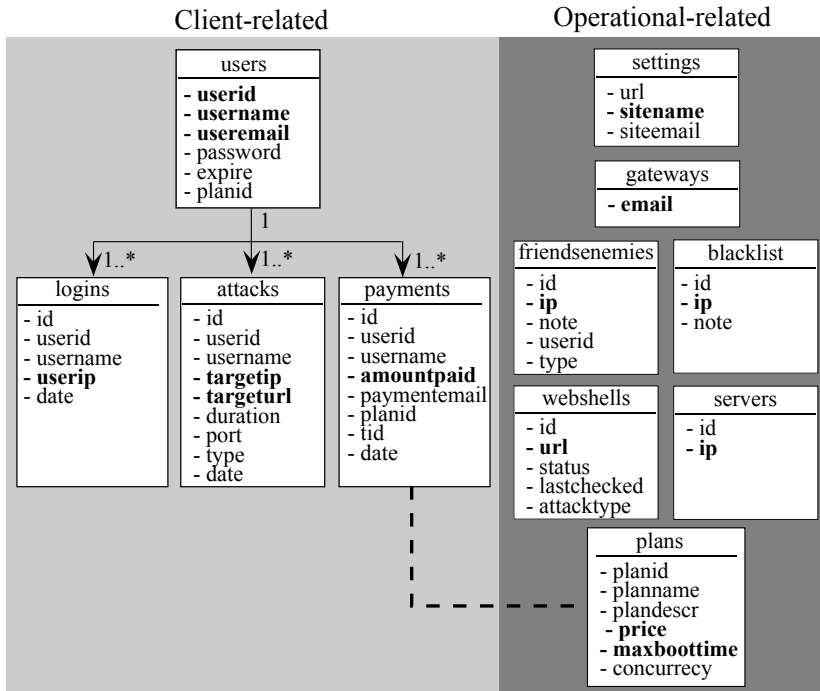 Client-related
users
- userid
- username
- useremail
- password
- expire
- planid
1
1..*
1..*
1..*
logins
- id
- userid
- username
- userip
- date
attacks
- id
- userid
- username
- targetip
- targeturl
- duration
- port
- type
- date
payments
- id
- userid
- username
- amountpaid
- paymentemail
- planid
- tid
- date
Operational-related
settings
- url
- sitename
- siteemail
gateways
- email
friendsenemies
- id
- ip
- note
- userid
- type
blacklist
- id
- ip
- note
webshells
- id
- url
- status
- lastchecked
- attacktype
servers
- id
- ip
plans
- planid
- planname
- plandescr
- price
- maxboottime
- concurrecy